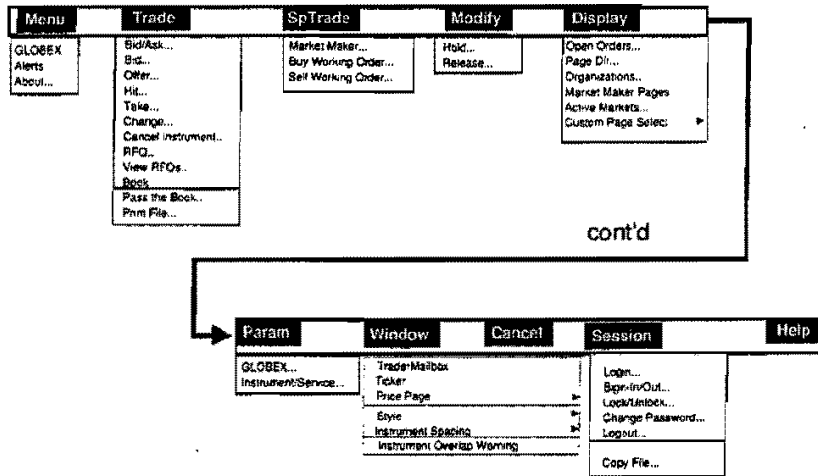 Menu Trade SpTrade Modify Display
GLOBEX
Alerts
About...
Bid/Ask...
Bid...
Offer...
Hit...
Take...
Change...
Cancel Instrument..
RFQ..
View RFQs..
Book
Pass the Book..
Print File...
Market Maker...
Buy Working Order...
Sell Working Order...
Hold...
Release...
Open Orders...
Page Dir...
Organizations..
Market Maker Pages
Active Markets...
Custom Page Select
cont'd
Param Window Cancel Session Help
GLOBEX...
Instrument/Service...
Trader Mailbox
Ticker
Price Page
Style
Instrument Spacing
Instrument Overlap Warning
Login...
Sign-In/Out...
Lock/Unlock...
Change Password...
Logout...
Copy File...